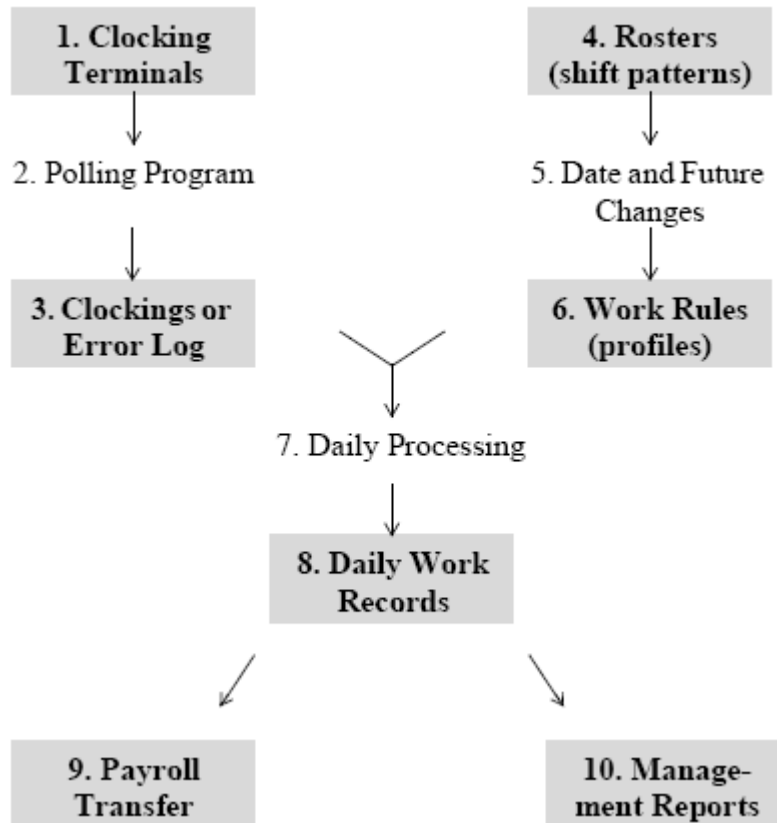 1. Clocking
Terminals
4. Rosters
(shift patterns)
2. Polling Program
5. Date and Future
Changes
3. Clockings or
Error Log
6. Work Rules
(profiles)
7. Daily Processing
8. Daily Work
Records
9. Payroll
Transfer
10. Manage-
ment Reports